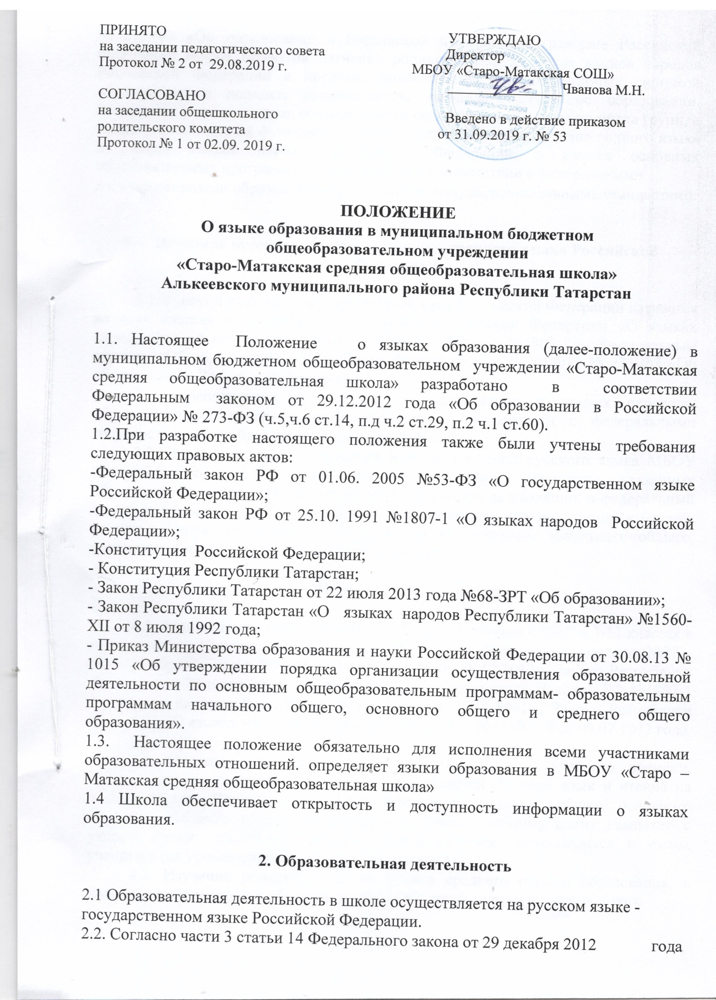 ПРИНЯТО
на заседании педагогического совета
Протокол № 2 от 29.08.2019 г.
СОГЛАСОВАНО
на заседании общешкольного
родительского комитета
Протокол № 1 от 02.09. 2019 г.
УТВЕРЖДАЮ
Директор
МБОУ «Старо-Матакская СОШ»
Чванова М.Н.
Введено в действие приказом
от 31.09.2019 г. № 53
ПОЛОЖЕНИЕ
О языке образования в муниципальном бюджетном
общеобразовательном учреждении
«Старо-Матакская средняя общеобразовательная школа»
Алькеевского муниципального района Республики Татарстан
1.1. Настоящее Положение о языках образования (далее-положение) в
муниципальном бюджетном общеобразовательном учреждении «Старо-Матакская
средняя общеобразовательная школа» разработано в соответствии
Федеральным законом от 29.12.2012 года «Об образовании в Российской
Федерации» № 273-ФЗ (ч.5,ч.6 ст.14, п.д ч.2 ст.29, п.2 ч.1 ст.60).
1.2.При разработке настоящего положения также были учтены требования
следующих правовых актов:
-Федеральный закон РФ от 01.06. 2005 №53-ФЗ «О государственном языке
Российской Федерации»;
-Федеральный закон РФ от 25.10. 1991 №1807-1 «О языках народов Российской
Федерации»;
-Конституция Российской Федерации;
- Конституция Республики Татарстан;
- Закон Республики Татарстан от 22 июля 2013 года №68-ЗРТ «Об образовании»;
- Закон Республики Татарстан «О языках народов Республики Татарстан» №1560-
XII от 8 июля 1992 года;
- Приказ Министерства образования и науки Российской Федерации от 30.08.13 №
1015 «Об утверждении порядка организации осуществления образовательной
деятельности по основным общеобразовательным программам- образовательным
программам начального общего, основного общего и среднего общего
образования».
1.3. Настоящее положение обязательно для исполнения всеми участниками
образовательных отношений. определяет языки образования в МБОУ «Старо –
Матакская средняя общеобразовательная школа»
1.4 Школа обеспечивает открытость и доступность информации о языках
образования.
2. Образовательная деятельность
2.1 Образовательная деятельность в школе осуществляется на русском языке -
государственном языке Российской Федерации.
2.2. Согласно части 3 статьи 14 Федерального закона от 29 декабря 2012 года